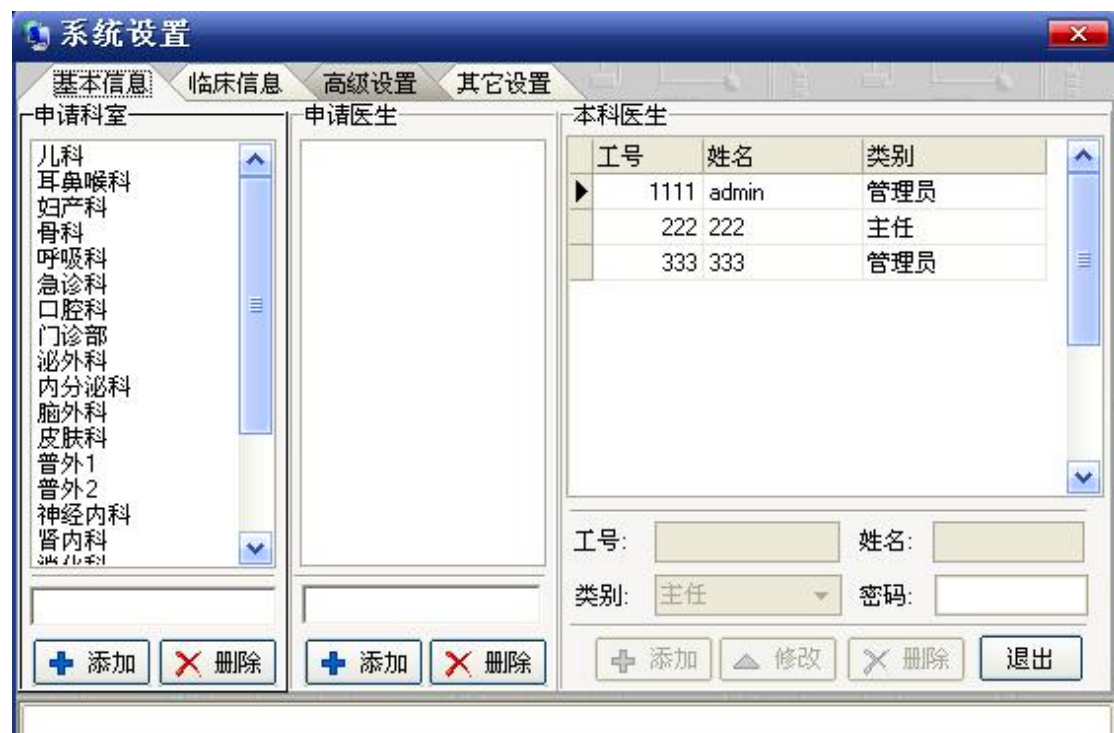 系统设置
基本信息 临床信息 高级设置 其它设置
申请科室
儿科
耳鼻喉科
妇产科
骨科
呼吸科
急诊科
口腔科
门诊部
泌外科
内分泌科
脑外科
皮肤科
普外1
普外2
神经内科
肾内科
消化科
添加 删除
申请医生
添加 删除
本科医生
工号 姓名 类别
1111 admin 管理员
222 222 主任
333 333 管理员
工号: 姓名:
类别: 主任 密码:
添加 修改 删除 退出